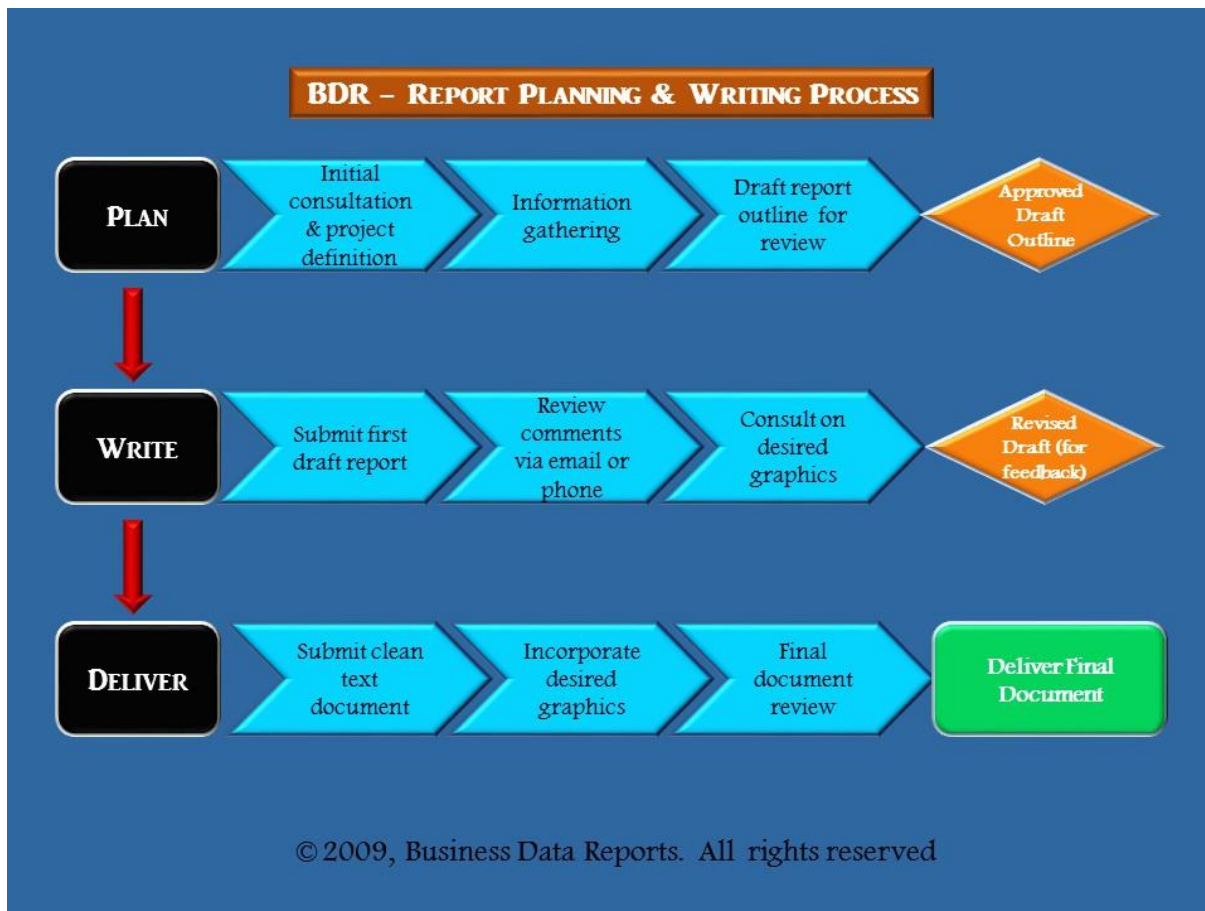 BDR – REPORT PLANNING & WRITING PROCESS
PLAN
Initial
consultation
& project
definition
Information
gathering
Draft report
outline for
review
Approved
Draft
Outline
WRITE
Submit first
draft report
Review
comments
via email or
phone
Consult on
desired
graphics
Revised
Draft (for
feedback)
DELIVER
Submit clean
text
document
Incorporate
desired
graphics
Final
document
review
Deliver Final
Document
© 2009, Business Data Reports. All rights reserved